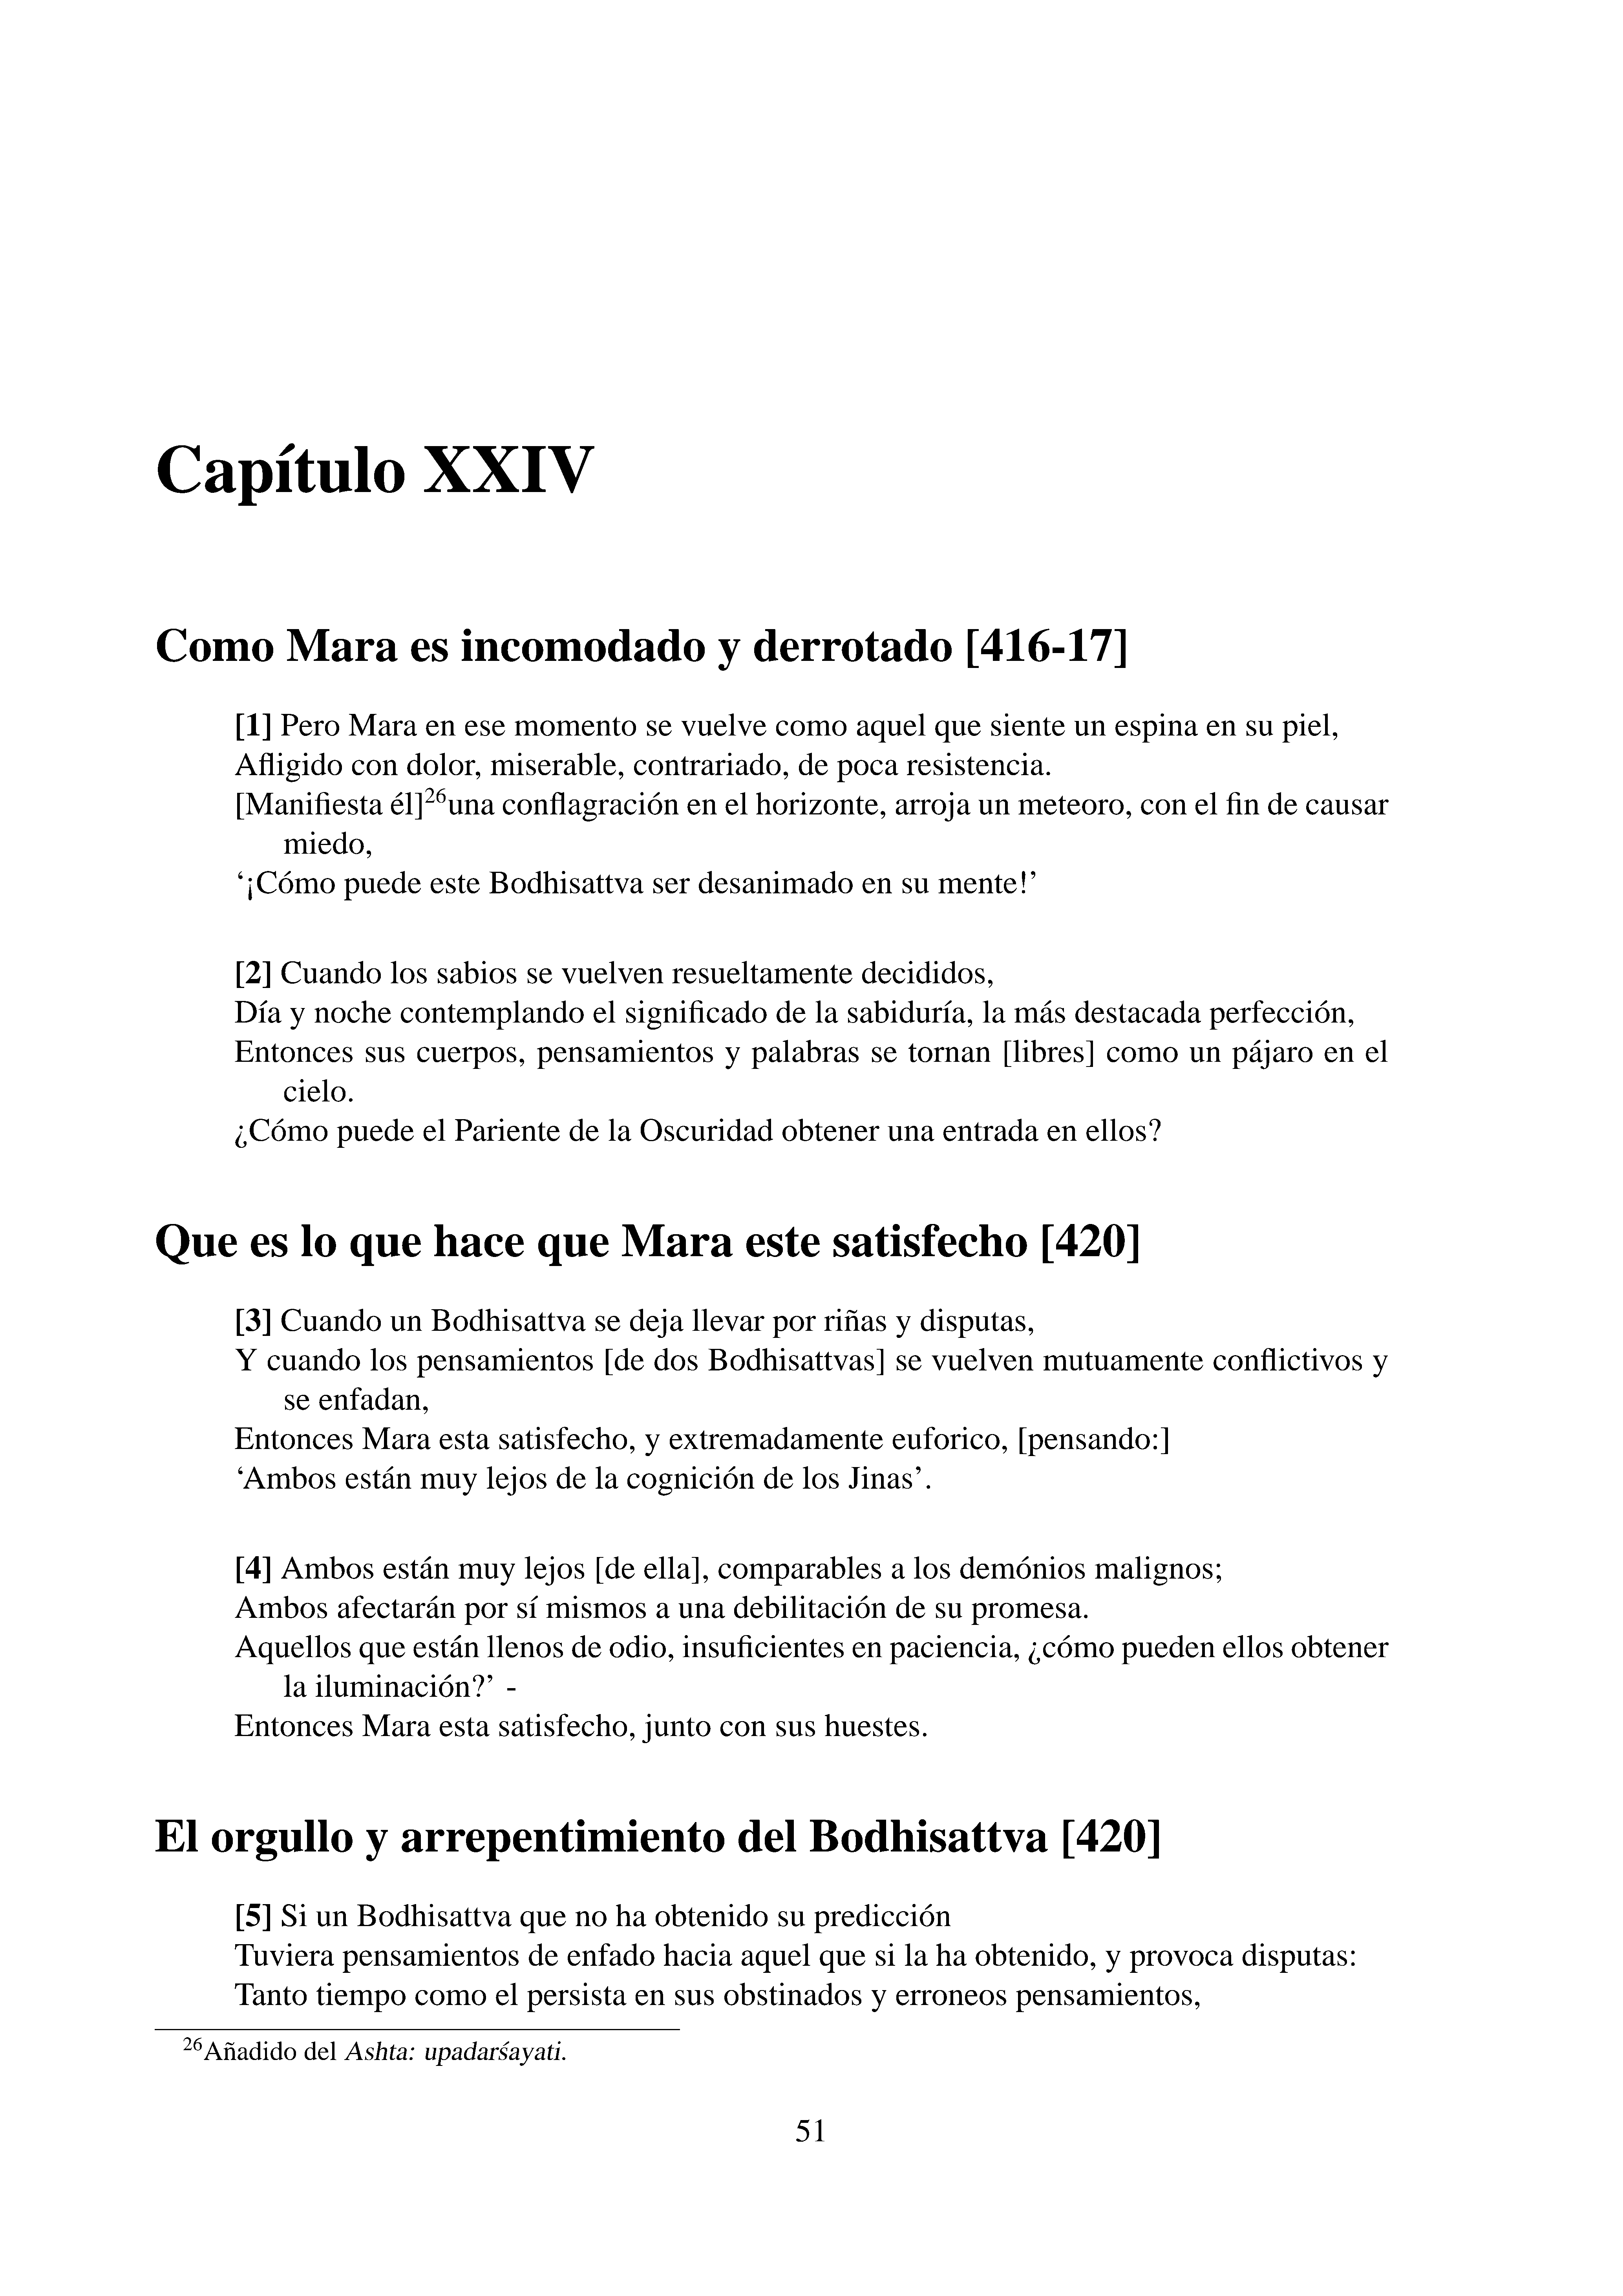 Capítulo XXIV
Como Mara es incomodado y derrotado [416-17]
[1] Pero Mara en ese momento se vuelve como aquel que siente un espina en su piel,
Afligido con dolor, miserable, contrariado, de poca resistencia.
[Manifiesta él]26una conflagración en el horizonte, arroja un meteoro, con el fin de causar
miedo,
‘¡Cómo puede este Bodhisattva ser desanimado en su mente!’
[2] Cuando los sabios se vuelven resueltamente decididos,
Día y noche contemplando el significado de la sabiduría, la más destacada perfección,
Entonces sus cuerpos, pensamientos y palabras se tornan [libres] como un pájaro en el
cielo.
¿Cómo puede el Pariente de la Oscuridad obtener una entrada en ellos?
Que es lo que hace que Mara este satisfecho [420]
[3] Cuando un Bodhisattva se deja llevar por riñas y disputas,
Y cuando los pensamientos [de dos Bodhisattvas] se vuelven mutuamente conflictivos y
se enfadan,
Entonces Mara esta satisfecho, y extremadamente euforico, [pensando:]
‘Ambos están muy lejos de la cognición de los Jinas’.
[4] Ambos están muy lejos [de ella], comparables a los demónios malignos;
Ambos afectarán por sí mismos a una debilitación de su promesa.
Aquellos que están llenos de odio, insuficientes en paciencia, ¿cómo pueden ellos obtener
la iluminación?’ -
Entonces Mara esta satisfecho, junto con sus huestes.
El orgullo y arrepentimiento del Bodhisattva [420]
[5] Si un Bodhisattva que no ha obtenido su predicción
Tuviera pensamientos de enfado hacia aquel que si la ha obtenido, y provoca disputas:
Tanto tiempo como el persista en sus obstinados y erroneos pensamientos,
26Añadido del Ashta: upadarśayati.
51